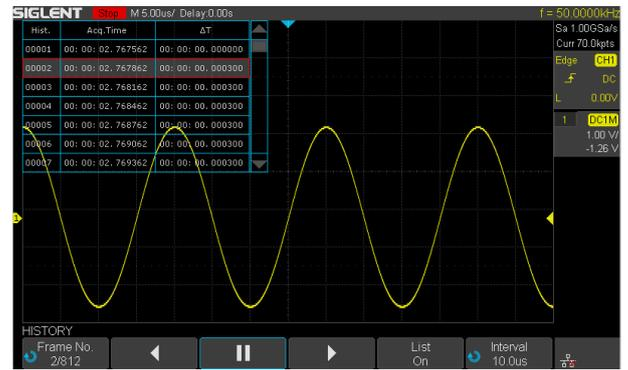 SIGLENT Stop M 5.00us/ Delay:0.00s f = 50.0000kHz
Hist. Acq.Time ΔT
00001 00: 00: 02. 767562 00: 00: 00. 000000
00002 00: 00: 02. 767862 00: 00: 00. 000300
00003 00: 00: 02. 768162 00: 00: 00. 000300
00004 00: 00: 02. 768462 00: 00: 00. 000300
00005 00: 00: 02. 768762 00: 00: 00. 000300
00006 00: 00: 02. 769062 00: 00: 00. 000300
00007 00: 00: 02. 769362 00: 00: 00. 000300
Sa 1.00GSa/s
Curr 70.0kpts
Edge CH1
DC
L 0.00V
1 DC1M
1.00 V/
-1.26 V
HISTORY
Frame No. List Interval
2/812 On 10.0us